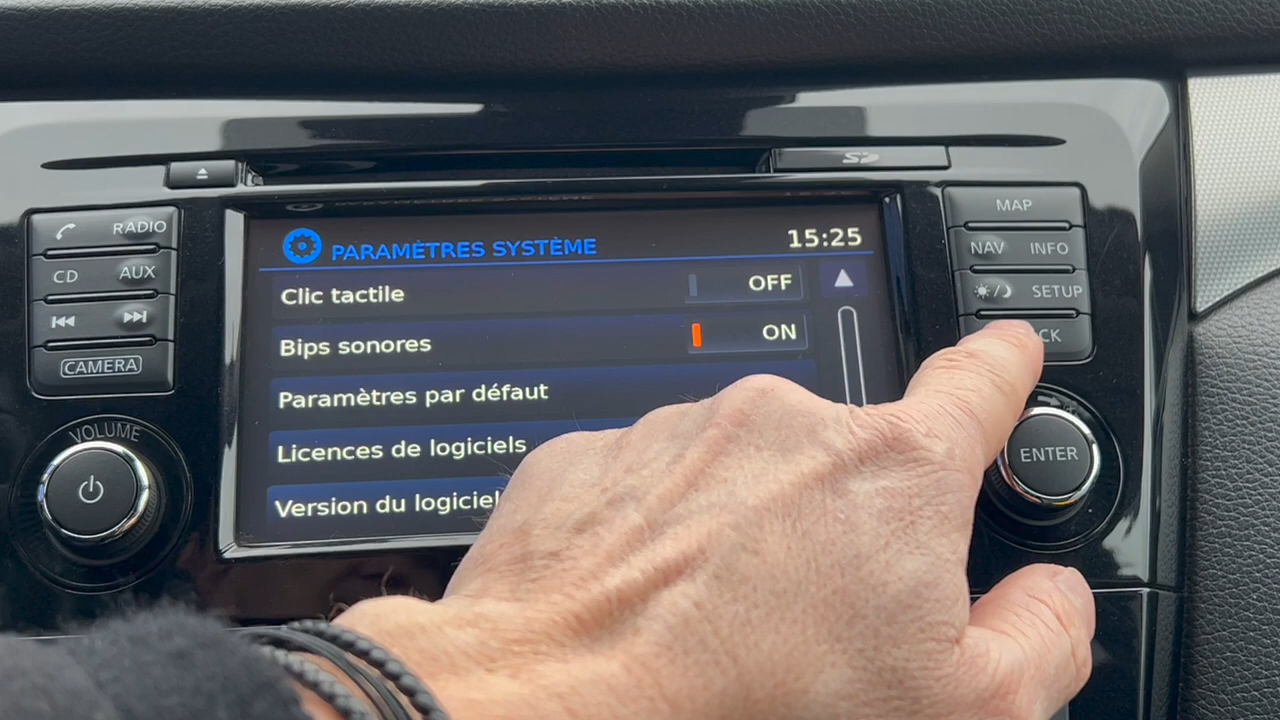 SD
RADIO
CD AUX
CAMERA
VOLUME
PARAMÈTRES SYSTÈME 15:25
Clic tactile OFF
Bips sonores ON
Paramètres par défaut
Licences de logiciels
Version du logiciel
MAP
NAV INFO
SETUP
CK
ENTER